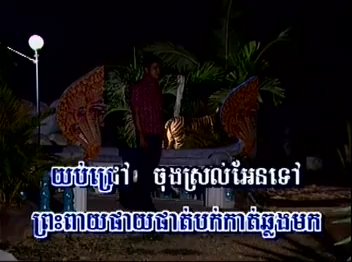 យប់ជ្រៅ ចុងស្រល់អែនទៅ
ព្រះពាយផាយផាត់បក់កាត់ឆ្លងមក